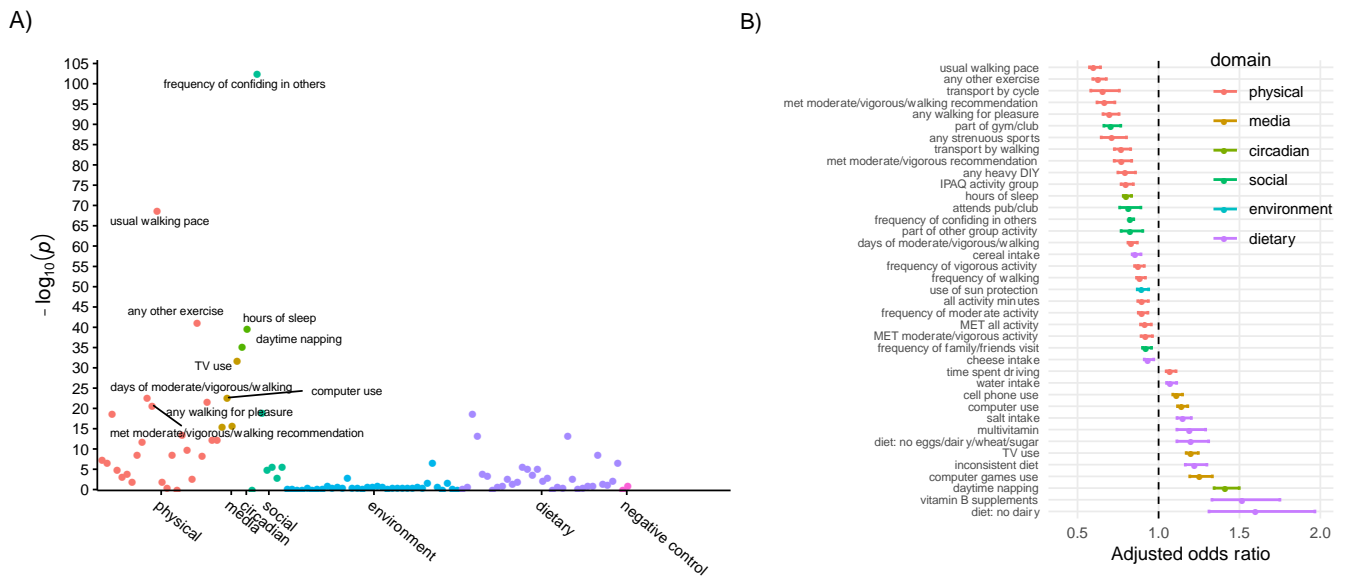 A)
B)
105
100
95
90
85
80
75
70
65
60
55
50
45
40
35
30
25
20
15
10
5
0
− log10(p)
frequency of confiding in others
usual walking pace
any other exercise
hours of sleep
daytime napping
TV use
days of moderate/vigorous/walking
computer use
any walking for pleasure
met moderate/vigorous/walking recommendation
physical
media
circadian
social
environment
dietary
negative control
usual walking pace
any other exercise
transport by cycle
met moderate/vigorous/walking recommendation
any walking for pleasure
part of gym/club
any strenuous sports
transport by walking
met moderate/vigorous recommendation
any heavy DIY
IPAQ activity group
hours of sleep
attends pub/club
frequency of confiding in others
part of other group activity
days of moderate/vigorous/walking
cereal intake
frequency of vigorous activity
frequency of walking
use of sun protection
all activity minutes
frequency of moderate activity
MET all activity
MET moderate/vigorous activity
frequency of family/friends visit
cheese intake
time spent driving
water intake
cell phone use
computer use
salt intake
multivitamin
diet: no eggs/dairy/wheat/sugar
TV use
inconsistent diet
computer games use
daytime napping
vitamin B supplements
diet: no dairy
0.5
1.0
1.5
2.0
Adjusted odds ratio
domain
physical
media
circadian
social
environment
dietary